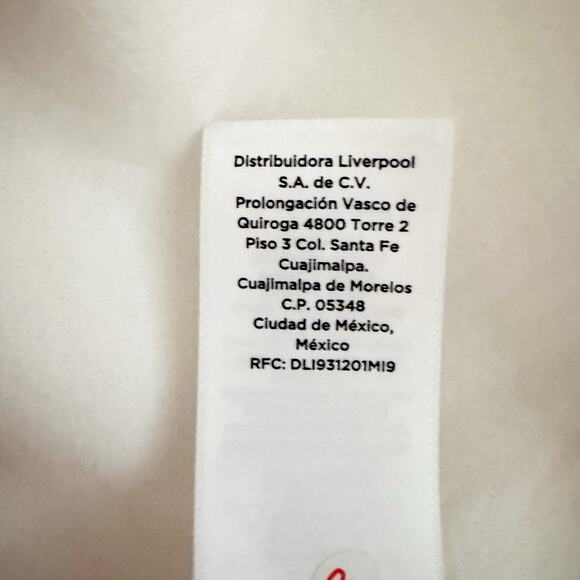 Distribuidora Liverpool
S.A. de C.V.
Prolongación Vasco de
Quiroga 4800 Torre 2
Piso 3 Col. Santa Fe
Cuajimalpa.
Cuajimalpa de Morelos
C.P. 05348
Ciudad de México,
México
RFC: DLI931201MI9